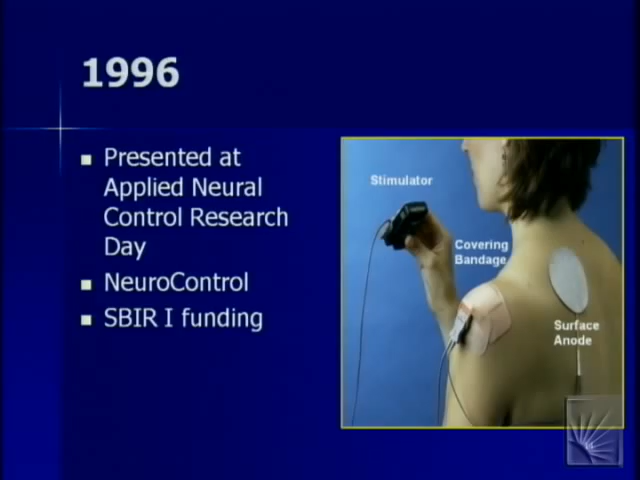 1996
Presented at
Applied Neural
Control Research
Day
NeuroControl
SBIR I funding
Stimulator
Covering
Bandage
Surface
Anode